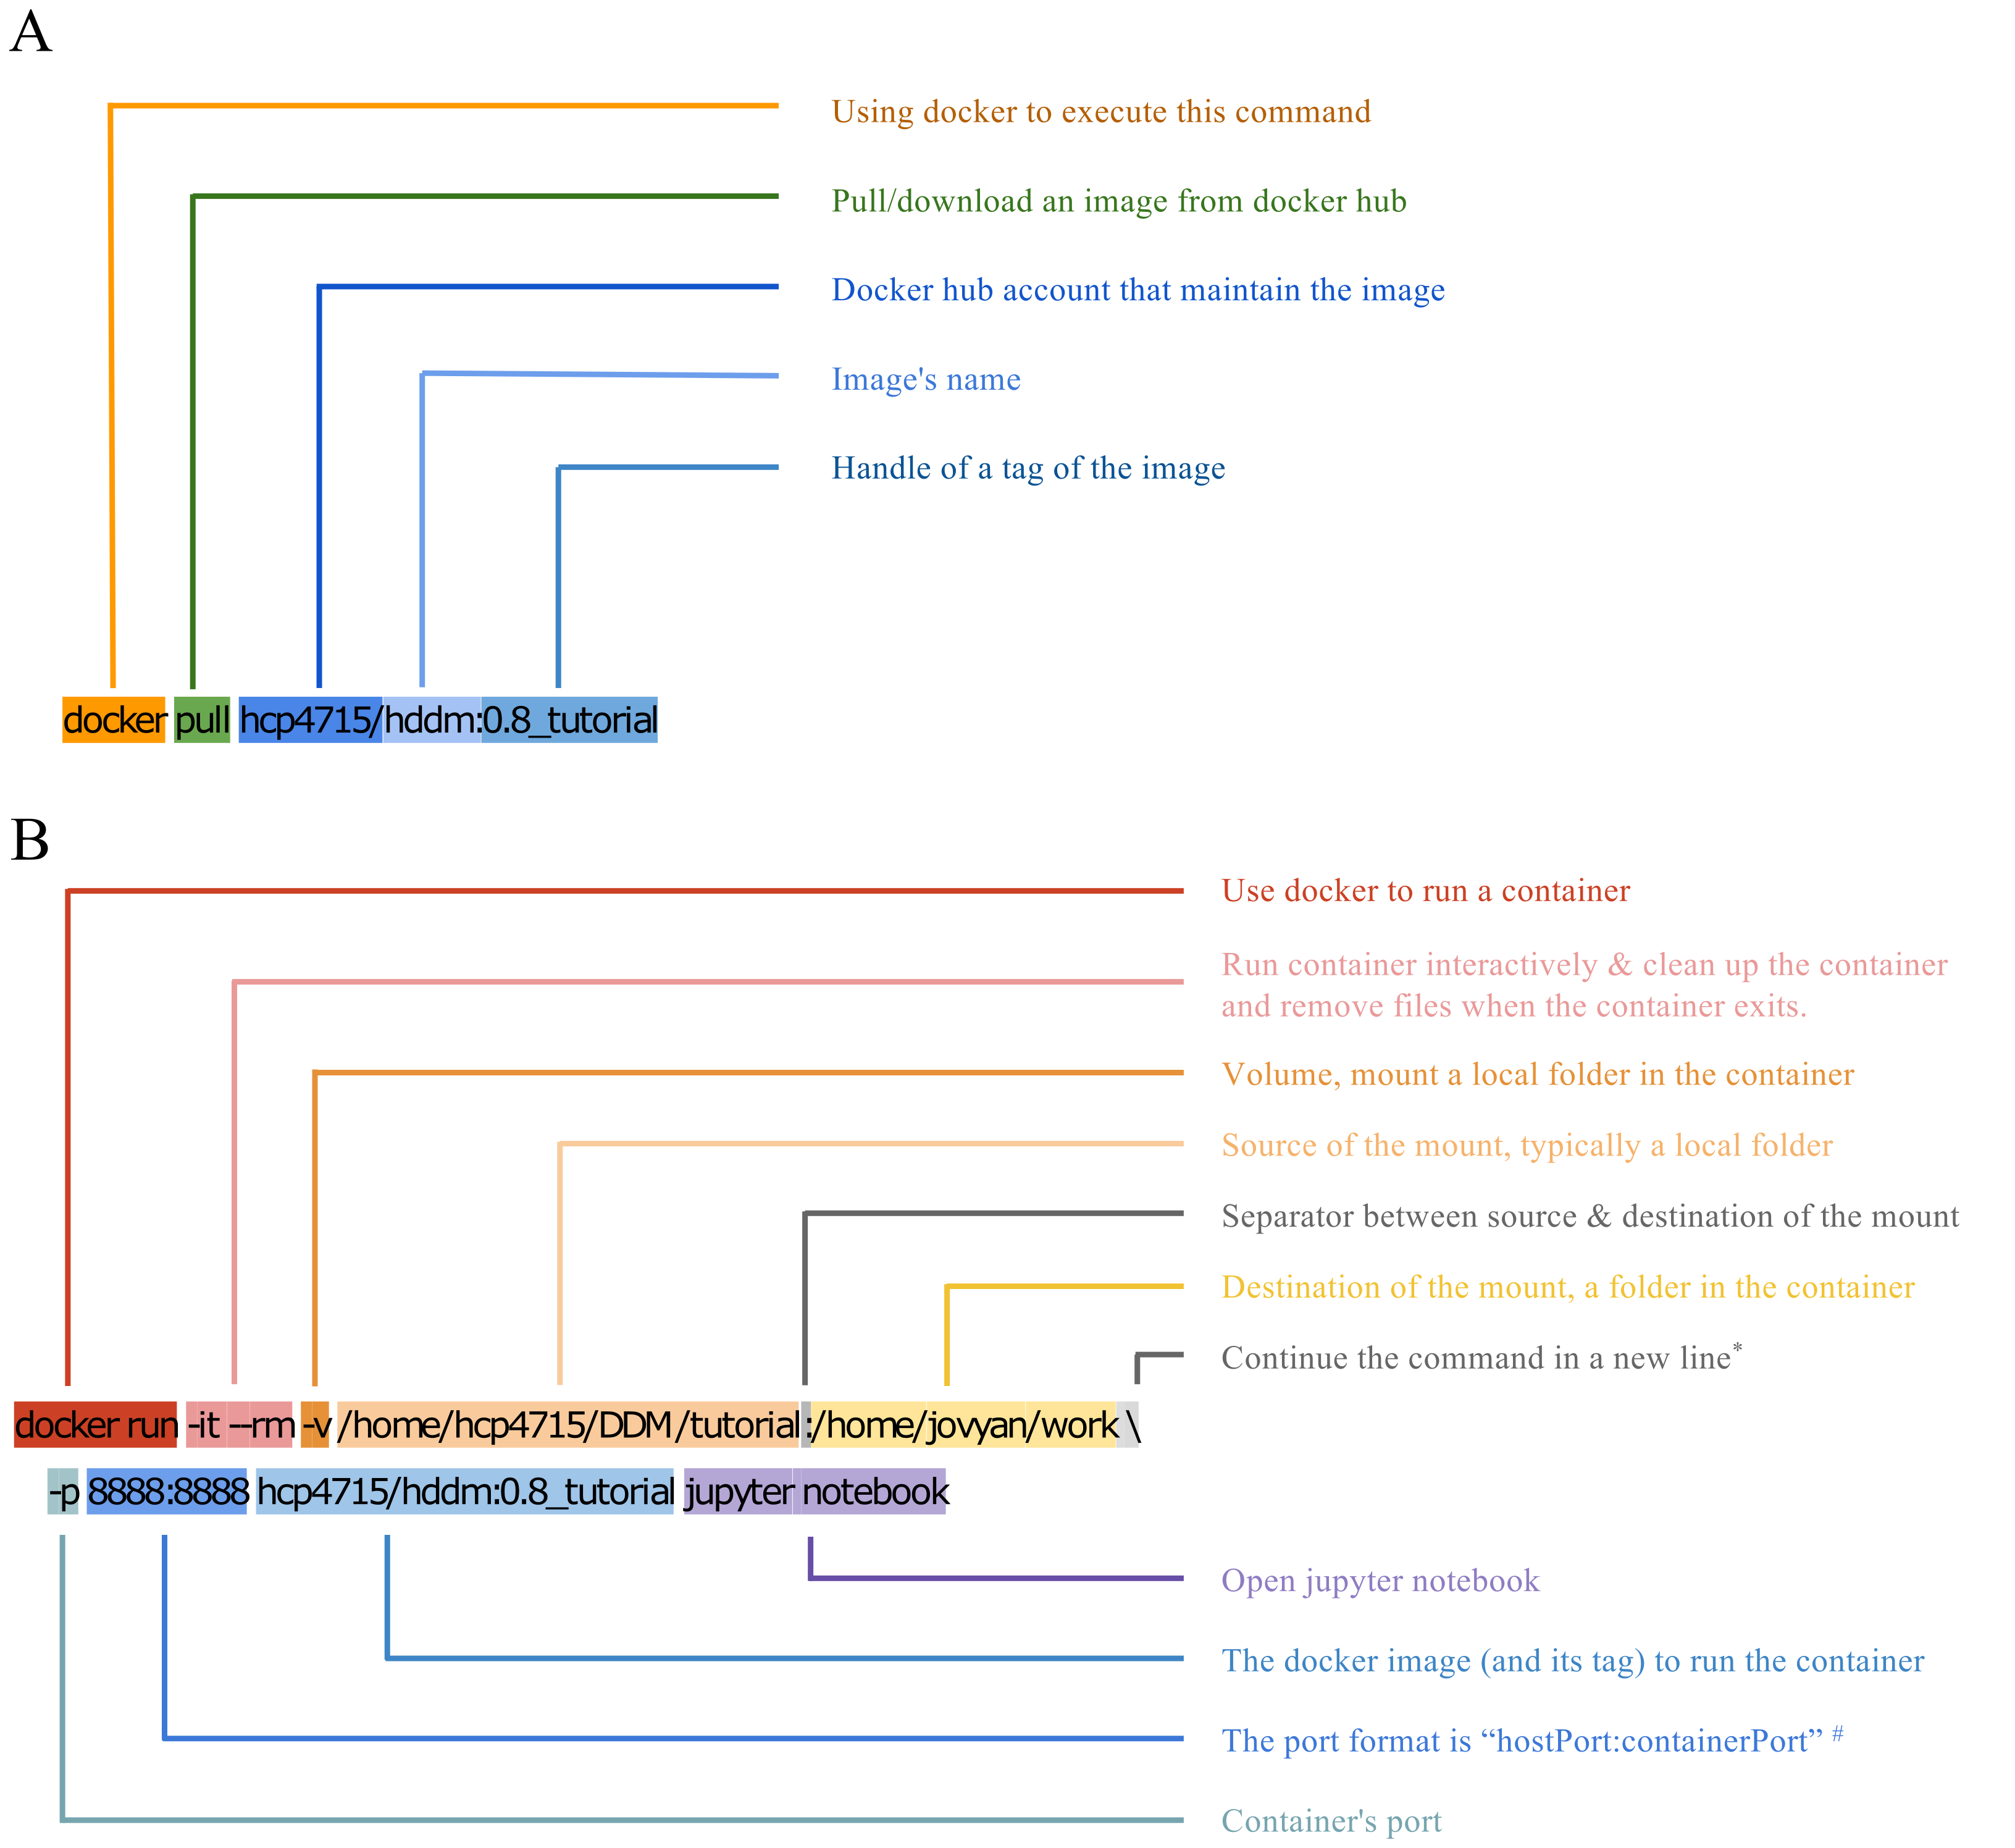 A
Using docker to execute this command
Pull/download an image from docker hub
Docker hub account that maintain the image
Image's name
Handle of a tag of the image
docker pull hcp4715/hddm:0.8_tutorial
B
Use docker to run a container
Run container interactively & clean up the container
and remove files when the container exits.
Volume, mount a local folder in the container
Source of the mount, typically a local folder
Separator between source & destination of the mount
Destination of the mount, a folder in the container
Continue the command in a new line*
docker run -it --rm -v /home/hcp4715/DDM/tutorial:/home/jovyan/work \
-p 8888:8888 hcp4715/hddm:0.8_tutorial jupyter notebook
Open jupyter notebook
The docker image (and its tag) to run the container
The port format is “hostPort:containerPort” #
Container's port